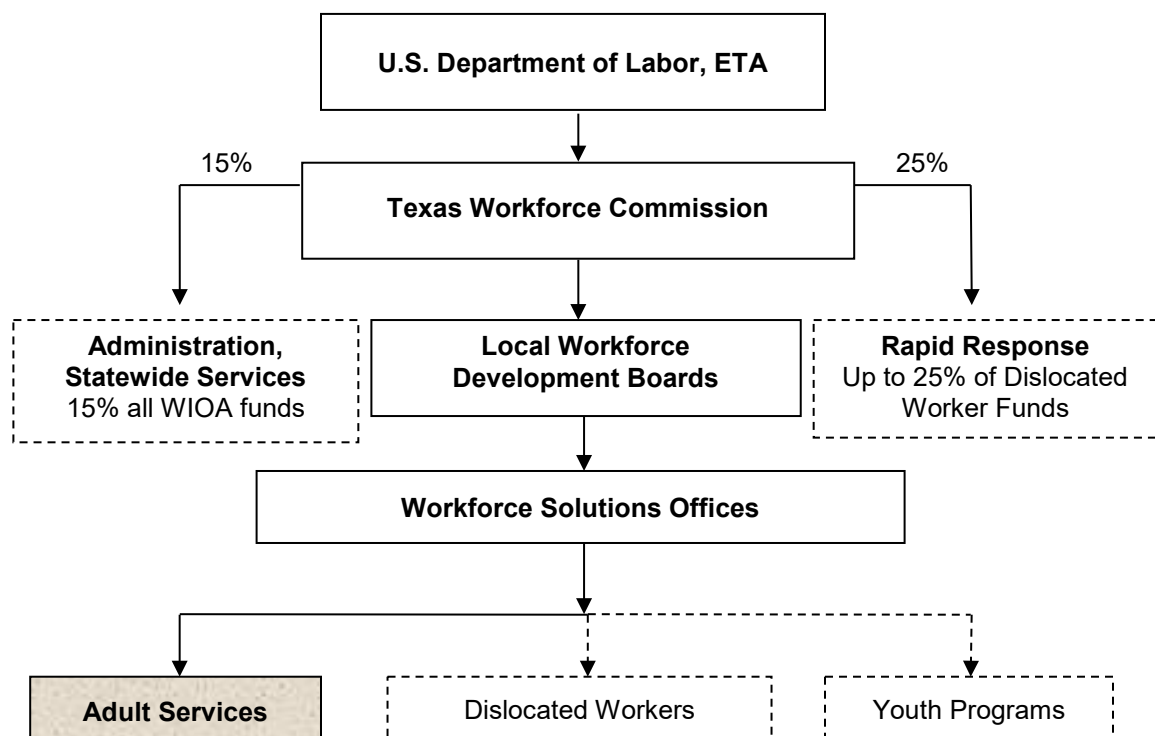 U.S. Department of Labor, ETA
15%
25%
Texas Workforce Commission
Administration,
Statewide Services
15% all WIOA funds
Local Workforce
Development Boards
Rapid Response
Up to 25% of Dislocated
Worker Funds
Workforce Solutions Offices
Adult Services
Dislocated Workers
Youth Programs